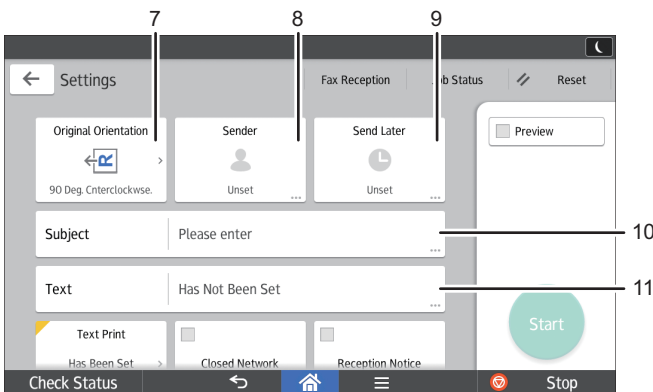 7 8 9
Settings Fax Reception Job Status Reset
Original Orientation Sender Send Later Preview
R
90 Deg. Cnterclockwse. Unset Unset
Subject Please enter 10
Text Has Not Been Set 11
Start
Text Print
Has Been Set Closed Network Reception Notice
Check Status Stop